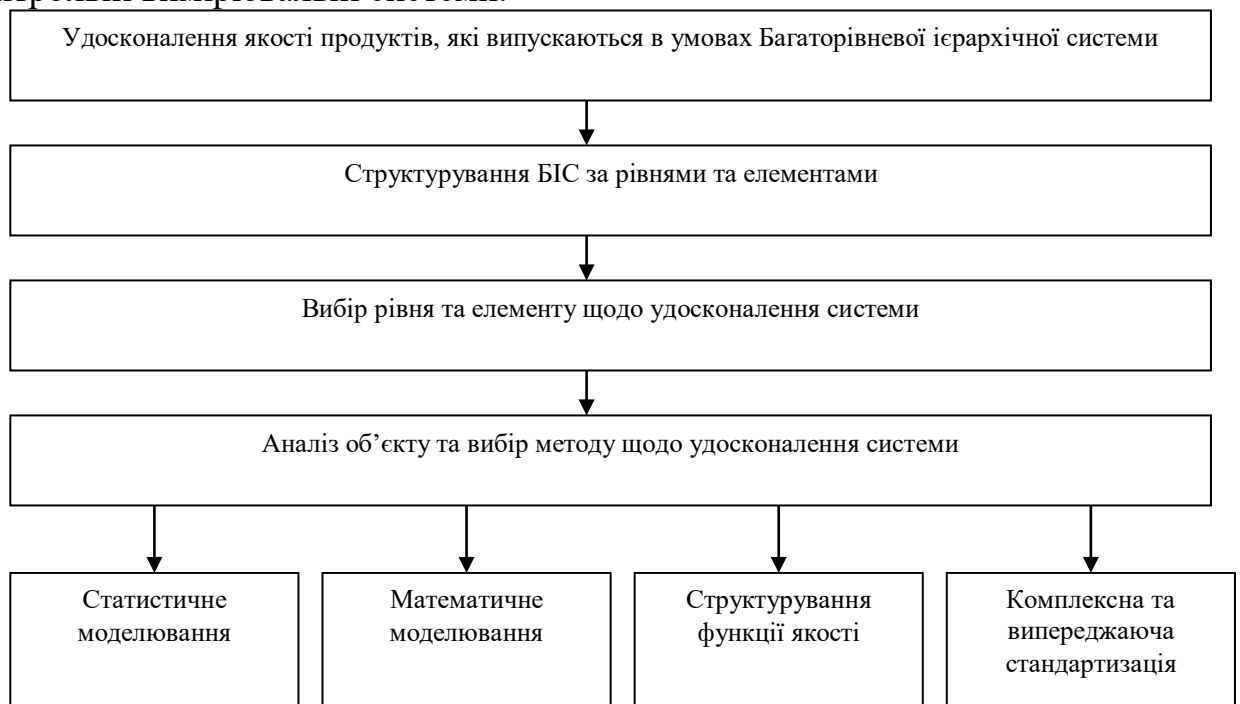 вимірювальні системи.
Удосконалення якості продуктів, які випускаються в умовах Багаторівневої ієрархічної системи
Структурування БІС за рівнями та елементами
Вибір рівня та елементу щодо удосконалення системи
Аналіз об’єкту та вибір методу щодо удосконалення системи
Статистичне
моделювання
Математичне
моделювання
Структурування
функції якості
Комплексна та
випереджаюча
стандартизація